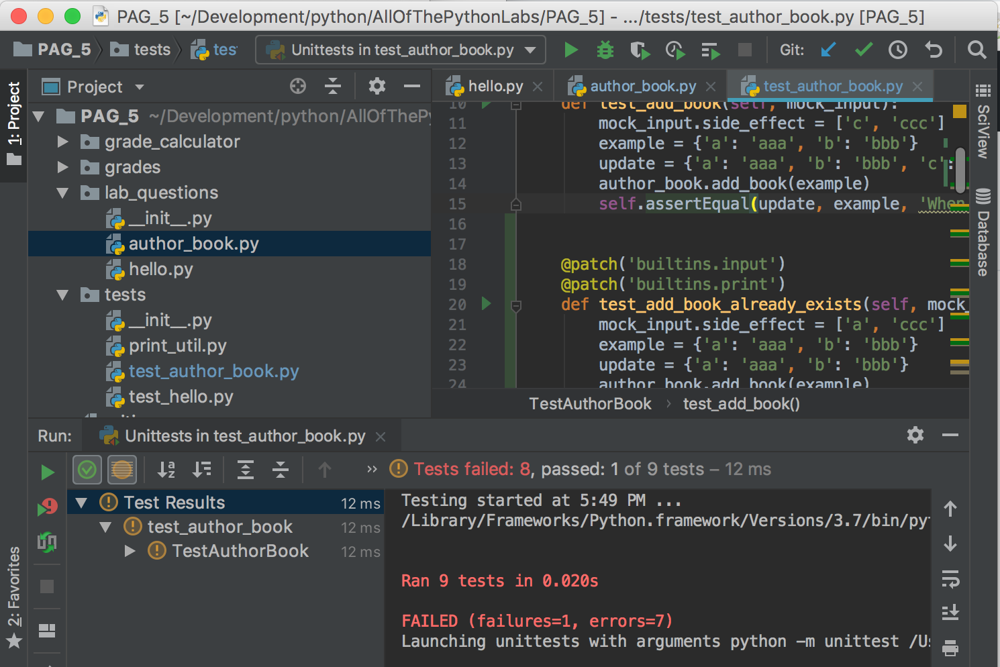 PAG_5 [~/Development/python/AllOfThePythonLabs/PAG_5] - .../tests/test_author_book.py [PAG_5]
PAG_5 tests tes Unittests in test_author_book.py Git:
1: Project
Project
hello.py author_book.py test_author_book.py
PAG_5 ~/Development/python/AllOfThePy
grade_calculator
grades
lab_questions
__init__.py
author_book.py
hello.py
tests
__init__.py
print_util.py
test_author_book.py
test_hello.py
10 def test_add_book(self, mock_input):
11 mock_input.side_effect = ['c', 'ccc']
12 example = {'a': 'aaa', 'b': 'bbb'}
13 update = {'a': 'aaa', 'b': 'bbb', 'c':
14 author_book.add_book(example)
15 self.assertEqual(update, example, 'When
16
17
18 @patch('builtins.input')
19 @patch('builtins.print')
20 def test_add_book_already_exists(self, mock_
21 mock_input.side_effect = ['a', 'ccc']
22 example = {'a': 'aaa', 'b': 'bbb'}
23 update = {'a': 'aaa', 'b': 'bbb'}
24 author_book.add_book(example)
TestAuthorBook › test_add_book()
SciView
Database
Run: Unittests in test_author_book.py
» Tests failed: 8, passed: 1 of 9 tests – 12 ms
Test Results 12 ms
test_author_book 12 ms
TestAuthorBook 12 ms
Testing started at 5:49 PM ...
/Library/Frameworks/Python.framework/Versions/3.7/bin/pyt
Ran 9 tests in 0.020s
FAILED (failures=1, errors=7)
Launching unittests with arguments python -m unittest /Us
2: Favorites